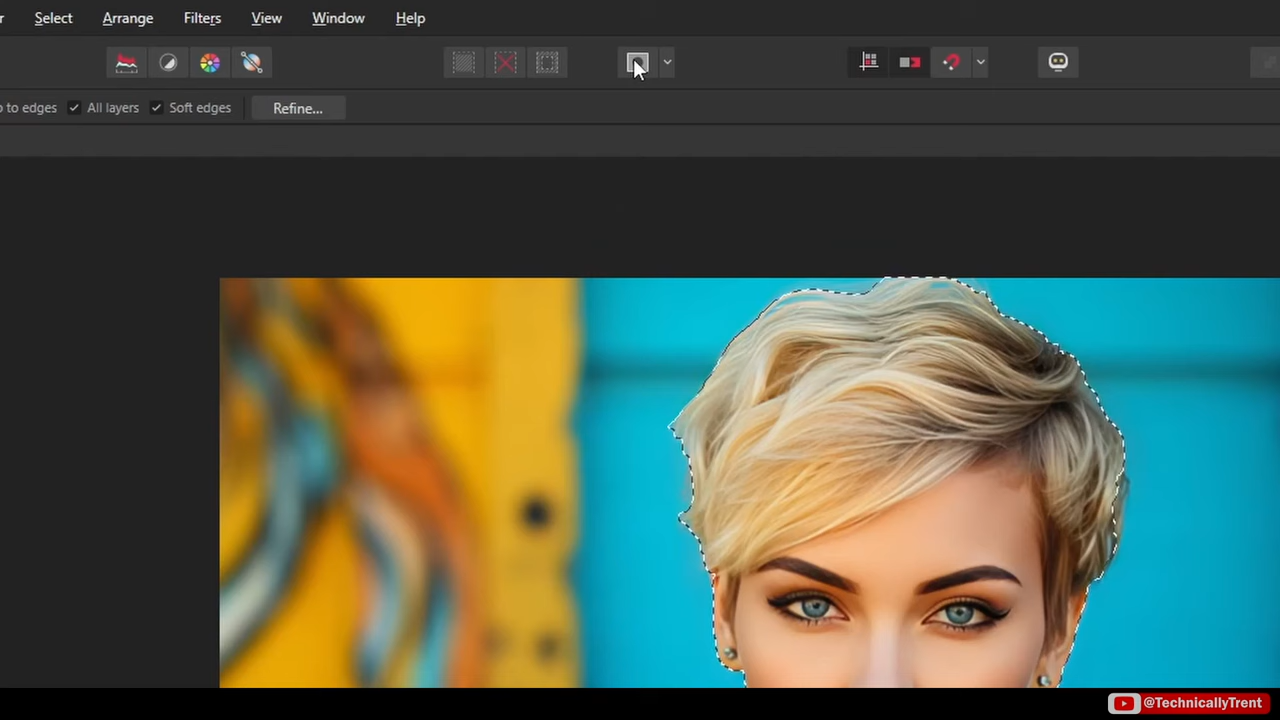 Select Arrange Filters View Window Help
to edges All layers Soft edges Refine...
@TechnicallyTrent